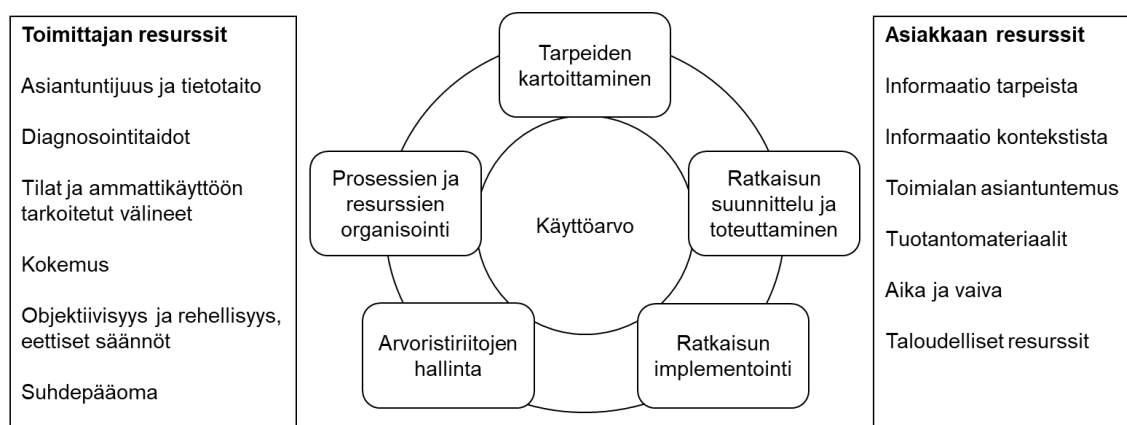 Toimittajan resurssit
Asiantuntijuus ja tietotaito
Diagnosointitaidot
Tilat ja ammattikäyttöön
tarkoitetut välineet
Kokemus
Objektiivisyys ja rehellisyys,
eettiset säännöt
Suhdepääoma
Tarpeiden
kartoittaminen
Prosessien ja
resurssien
organisointi
Käyttöarvo
Ratkaisun
suunnittelu ja
toteuttaminen
Arvoristiriitojen
hallinta
Ratkaisun
implementointi
Asiakkaan resurssit
Informaatio tarpeista
Informaatio kontekstista
Toimialan asiantuntemus
Tuotantomateriaalit
Aika ja vaiva
Taloudelliset resurssit